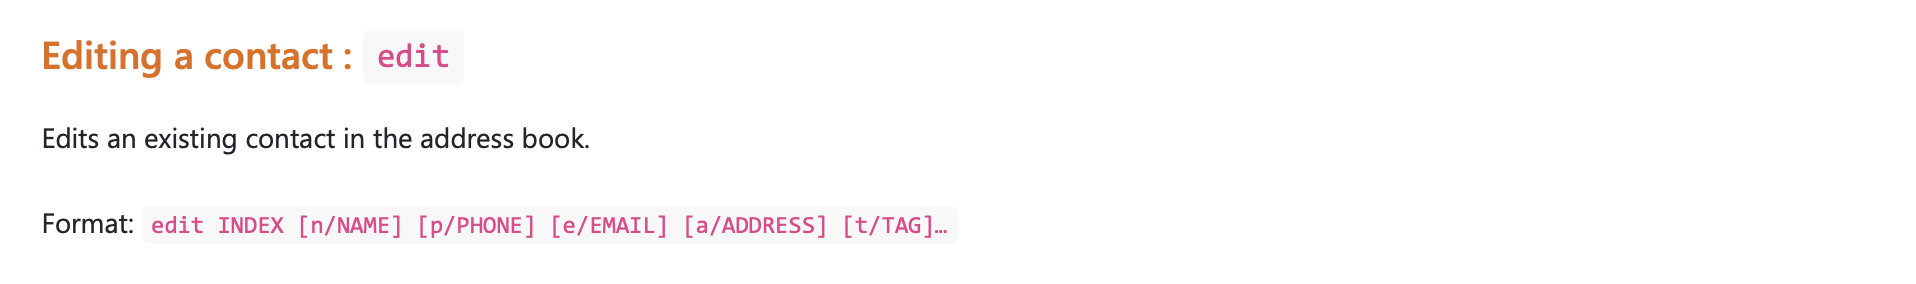 Editing a contact : edit
Edits an existing contact in the address book.
Format: edit INDEX [n/NAME] [p/PHONE] [e/EMAIL] [a/ADDRESS] [t/TAG]…